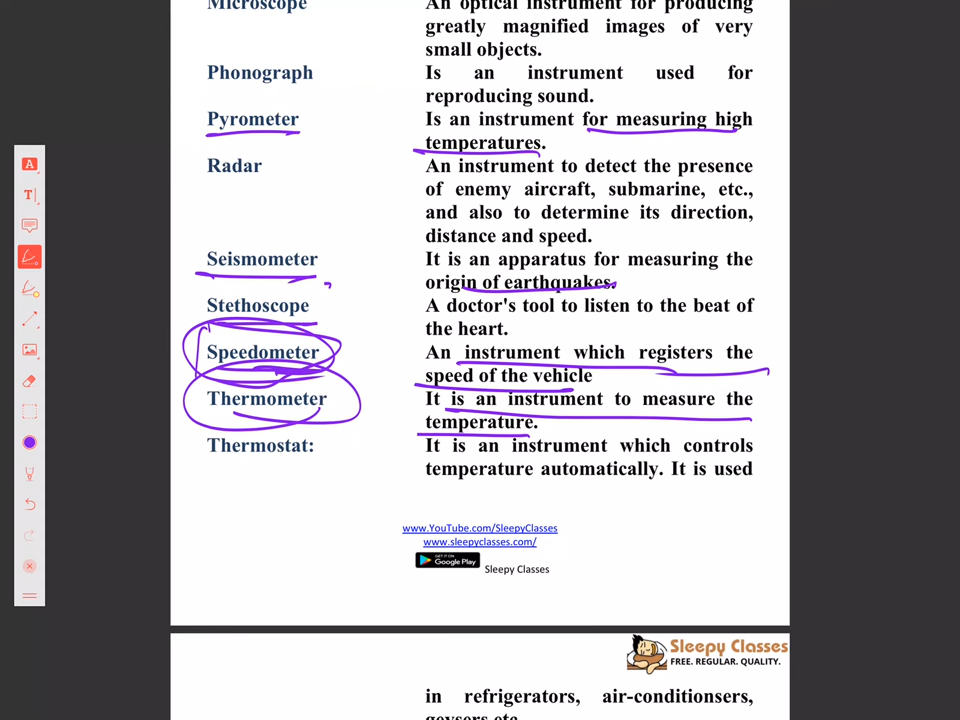 Microscope An optical instrument for producing
greatly magnified images of very
small objects.
Phonograph Is an instrument used for
reproducing sound.
Pyrometer Is an instrument for measuring high
temperatures.
Radar An instrument to detect the presence
of enemy aircraft, submarine, etc.,
and also to determine its direction,
distance and speed.
Seismometer It is an apparatus for measuring the
origin of earthquakes.
Stethoscope A doctor's tool to listen to the beat of
the heart.
Speedometer An instrument which registers the
speed of the vehicle
Thermometer It is an instrument to measure the
temperature.
Thermostat: It is an instrument which controls
temperature automatically. It is used
www.YouTube.com/SleepyClasses
www.sleepyclasses.com/
GET IT ON
Google Play
Sleepy Classes
Sleepy Classes
FREE. REGULAR. QUALITY.
in refrigerators, air-conditionsers,
geysers etc
A
T